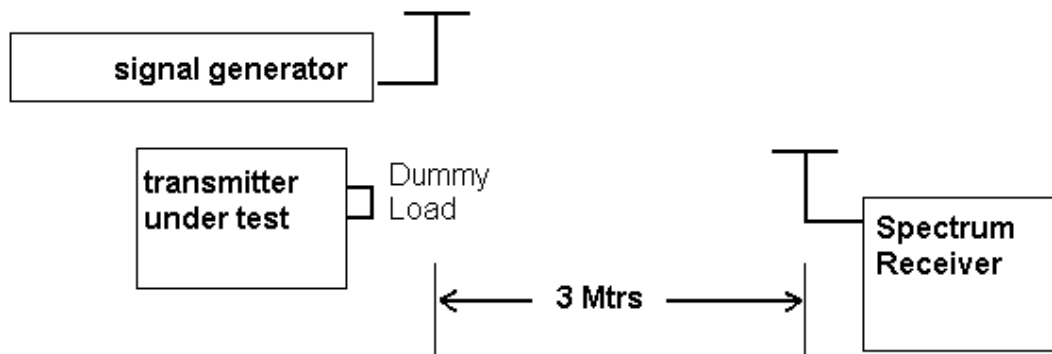 signal generator
transmitter
under test
Dummy
Load
Spectrum
Receiver
3 Mtrs